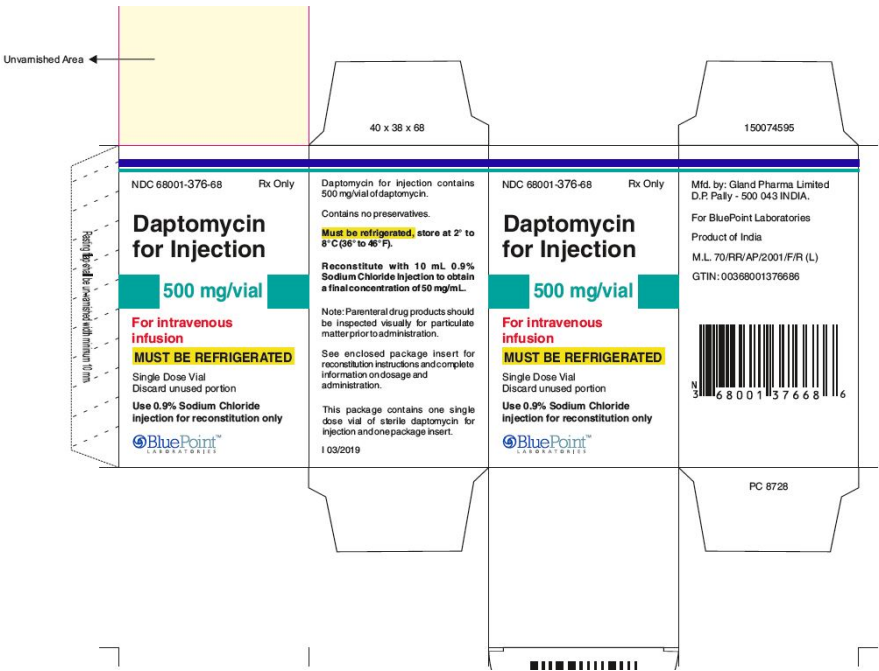 Unvarnished Area
40 x 38 x 68
150074595
NDC 68001-376-68 Rx Only
Daptomycin
for Injection
500 mg/vial
For intravenous
infusion
MUST BE REFRIGERATED
Single Dose Vial
Discard unused portion
Use 0.9% Sodium Chloride
injection for reconstitution only
BluePoint™
LABORATORIES
Daptomycin for injection contains
500 mg/vial of daptomycin.
Contains no preservatives.
Must be refrigerated, store at 2° to
8°C(36° to 46°F).
Reconstitute with 10 mL 0.9%
Sodium Chloride Injection to obtain
a final concentration of 50 mg/mL.
Note: Parenteral drug products should
be inspected visually for particulate
matter prior to administration.
See enclosed package insert for
reconstitution instructions and complete
information on dosage and
administration.
This package contains one single
dose vial of sterile daptomycin for
injection and one package insert.
I 03/2019
NDC 68001-376-68 Rx Only
Daptomycin
for Injection
500 mg/vial
For intravenous
infusion
MUST BE REFRIGERATED
Single Dose Vial
Discard unused portion
Use 0.9% Sodium Chloride
injection for reconstitution only
BluePoint™
LABORATORIES
Mfd. by: Gland Pharma Limited
D.P. Pally - 500 043 INDIA.
For BluePoint Laboratories
Product of India
M.L. 70/RR/AP/2001/F/R (L)
GTIN: 00368001376686
N
3 68001 37668 6
PC 8728
be unvarnished with minimum 10 mm